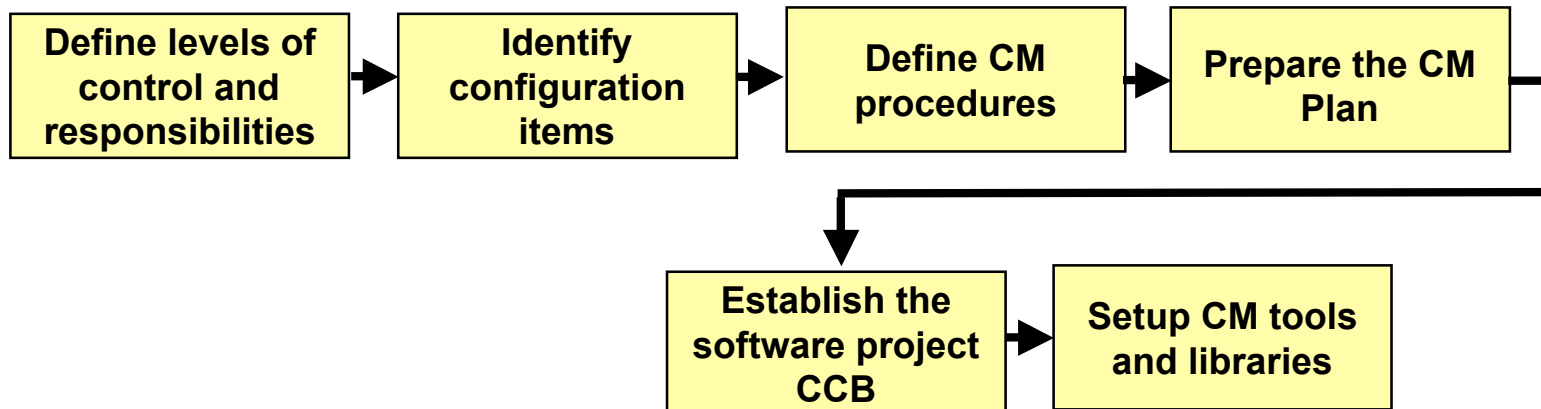 Define levels of
control and
responsibilities
Identify
configuration
items
Define CM
procedures
Prepare the CM
Plan
Establish the
software project
CCB
Setup CM tools
and libraries